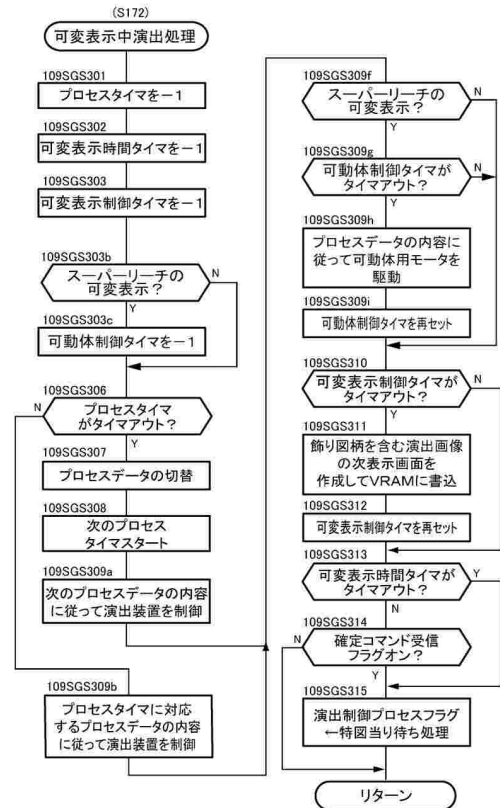 (S172)
可変表示中演出処理
109SGS301
プロセスタイマを－1
109SGS302
可変表示時間タイマを－1
109SGS303
可変表示制御タイマを－1
109SGS303b
スーパーリーチの
可変表示？
N
Y
109SGS303c
可動体制御タイマを－1
109SGS306
N
プロセスタイマ
がタイマアウト？
Y
109SGS307
プロセスデータの切替
109SGS308
次のプロセス
タイマスタート
109SGS309a
次のプロセスデータの内容
に従って演出装置を制御
109SGS309b
プロセスタイマに対応
するプロセスデータの内容
に従って演出装置を制御
109SGS309f
スーパーリーチの
可変表示？
N
Y
109SGS309g
可動体制御タイマが
タイマアウト？
N
Y
109SGS309h
プロセスデータの内容に
従って可動体用モータを
駆動
109SGS309i
可動体制御タイマを再セット
109SGS310
可変表示制御タイマが
タイマアウト？
N
Y
109SGS311
飾り図柄を含む演出画像
の次表示画面を
作成してVRAMに書込
109SGS312
可変表示制御タイマを再セット
109SGS313
可変表示時間タイマが
タイマアウト？
Y
N
109SGS314
N
確定コマンド受信
フラグオン？
Y
109SGS315
演出制御プロセスフラグ
←特図当り待ち処理
リターン